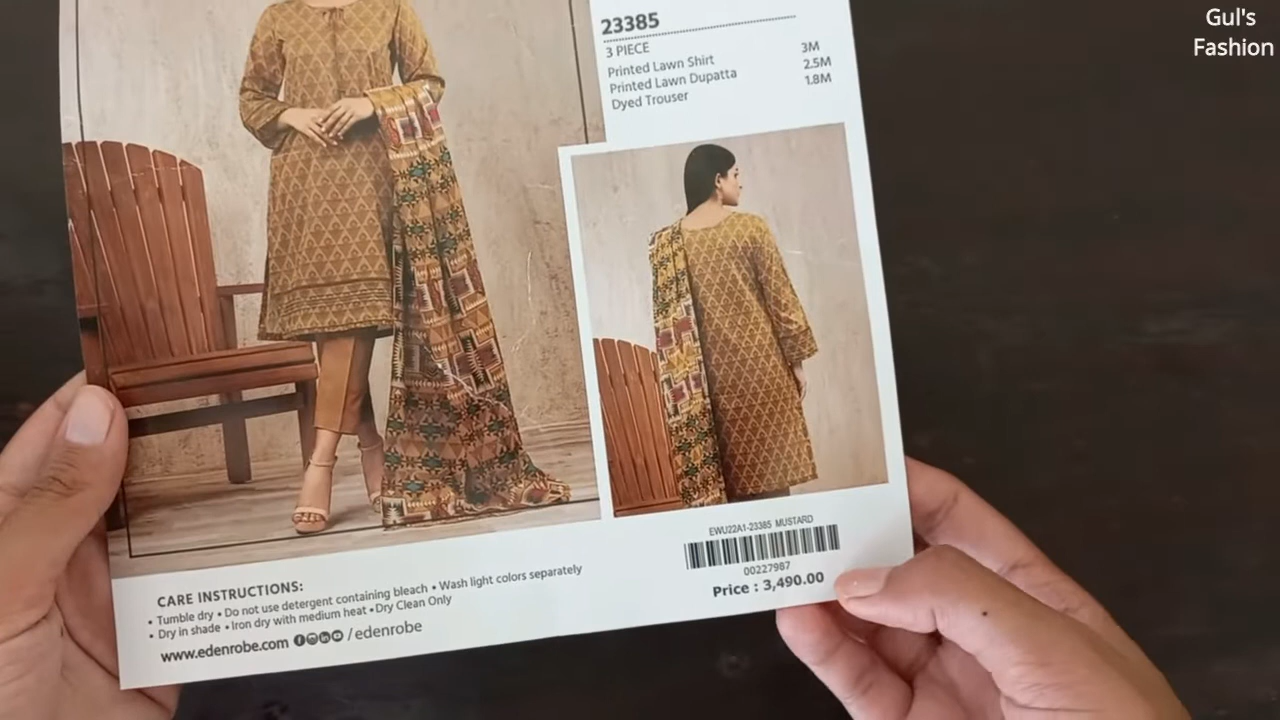 Gul's
Fashion
23385
3 PIECE
Printed Lawn Shirt 3M
Printed Lawn Dupatta 2.5M
Dyed Trouser 1.8M
EWU22A1-23385 MUSTARD
00227987
Price : 3,490.00
CARE INSTRUCTIONS:
• Tumble dry • Do not use detergent containing bleach • Wash light colors separately
• Dry in shade • Iron dry with medium heat • Dry Clean Only
www.edenrobe.com / edenrobe